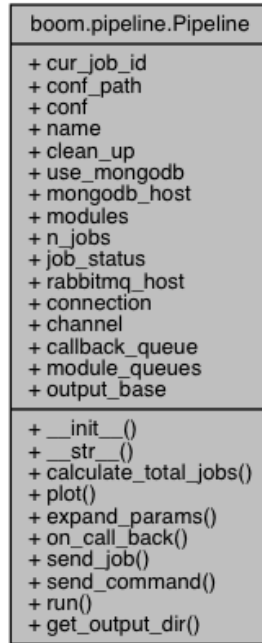 boom.pipeline.Pipeline
+ cur_job_id
+ conf_path
+ conf
+ name
+ clean_up
+ use_mongodb
+ mongodb_host
+ modules
+ n_jobs
+ job_status
+ rabbitmq_host
+ connection
+ channel
+ callback_queue
+ module_queues
+ output_base
+ __init__()
+ __str__()
+ calculate_total_jobs()
+ plot()
+ expand_params()
+ on_call_back()
+ send_job()
+ send_command()
+ run()
+ get_output_dir()